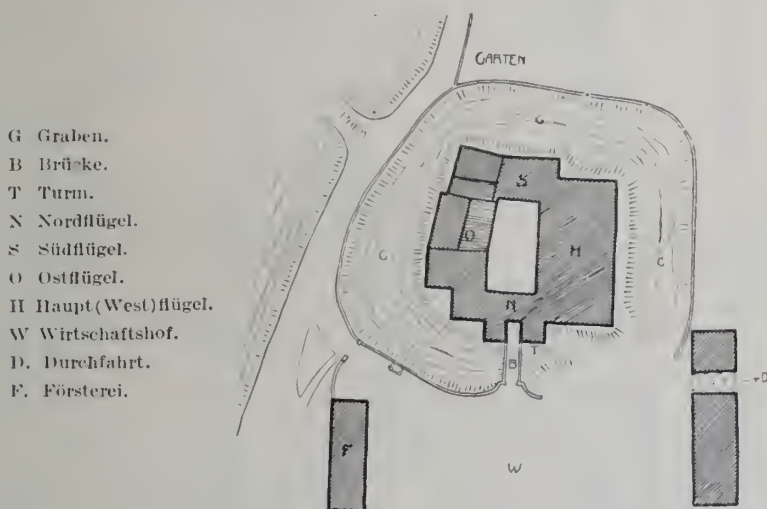 GARTEN
G Graben.
B Brücke.
T Turm.
N Nordflügel.
S Südflügel.
O Ostflügel.
H Haupt(West)flügel.
W Wirtschaftshof.
D. Durchfahrt.
F. Försterei.
G
S
O
H
G
G
N
T
B
D
F
W